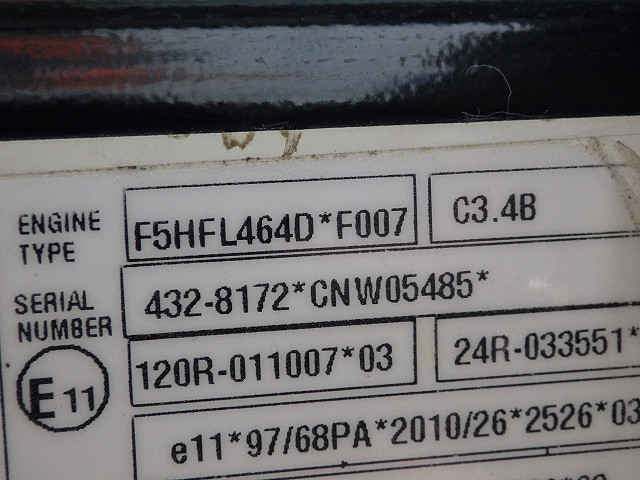 ENGINE TYPE F5HFL464D*F007 C3.4B
SERIAL NUMBER 432-8172*CNW05485*
E 11 120R-011007*03 24R-033551*
e11*97/68PA*2010/26*2526*03